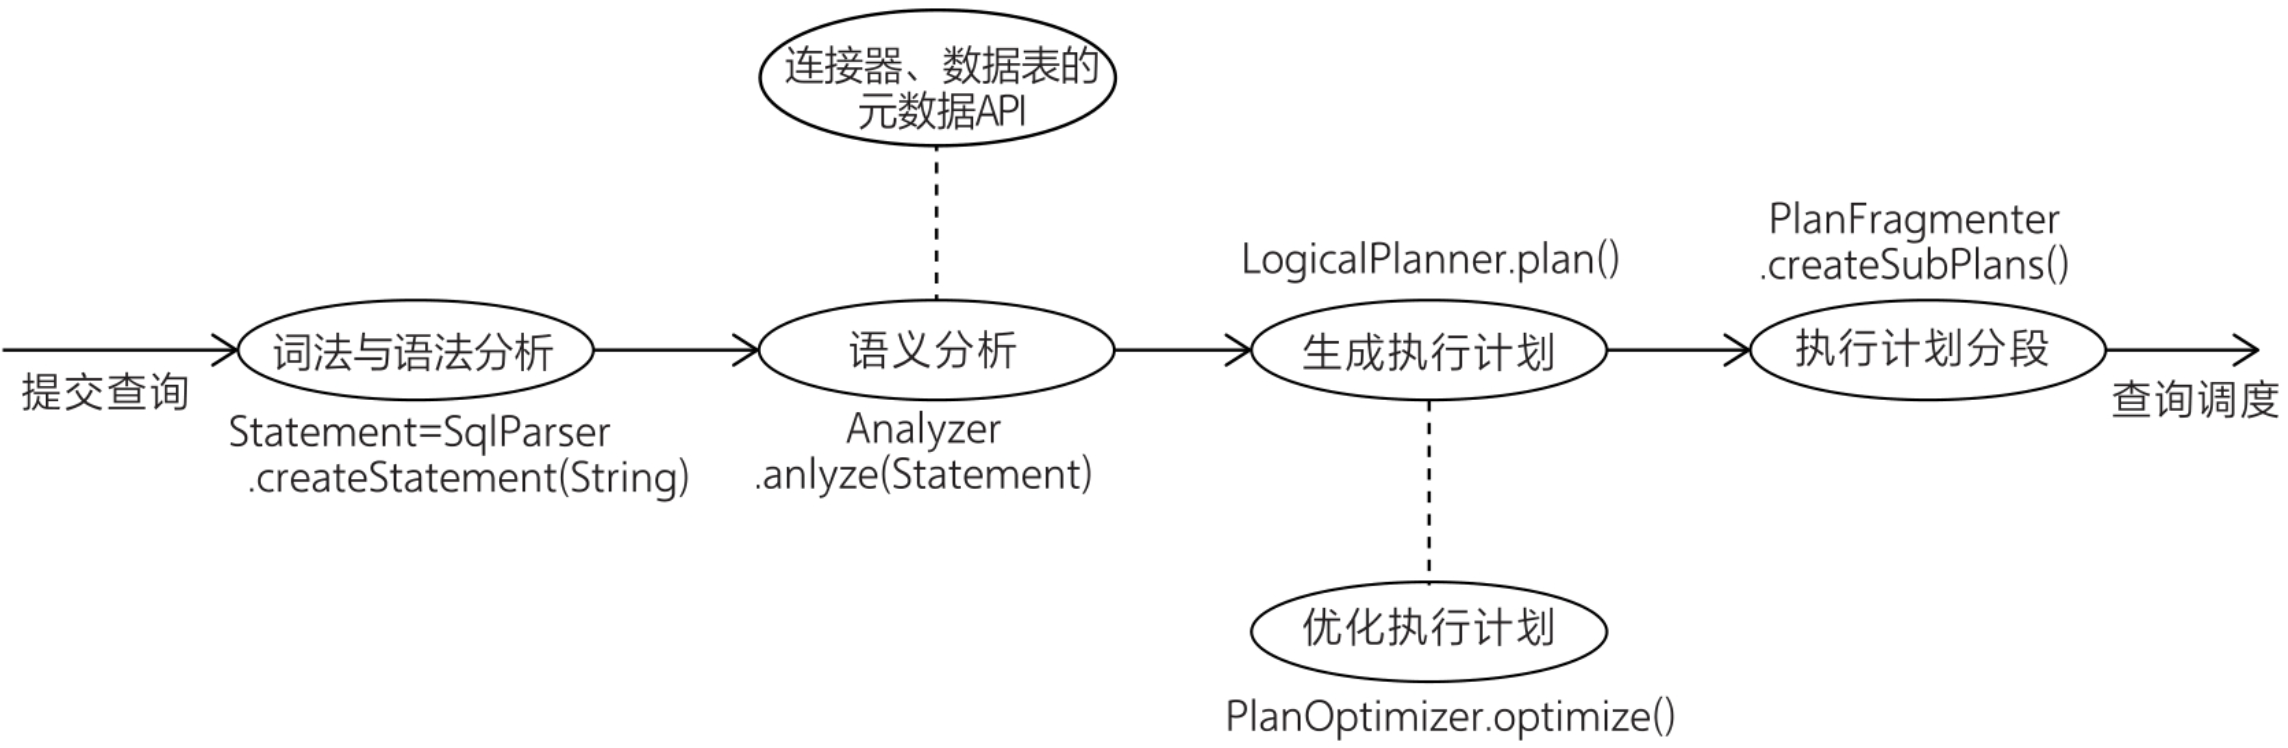 连接器、数据表的
元数据API
提交查询
词法与语法分析
Statement=SqlParser
.createStatement(String)
语义分析
Analyzer
.anlyze(Statement)
LogicalPlanner.plan()
生成执行计划
优化执行计划
PlanOptimizer.optimize()
PlanFragmenter
.createSubPlans()
执行计划分段
查询调度